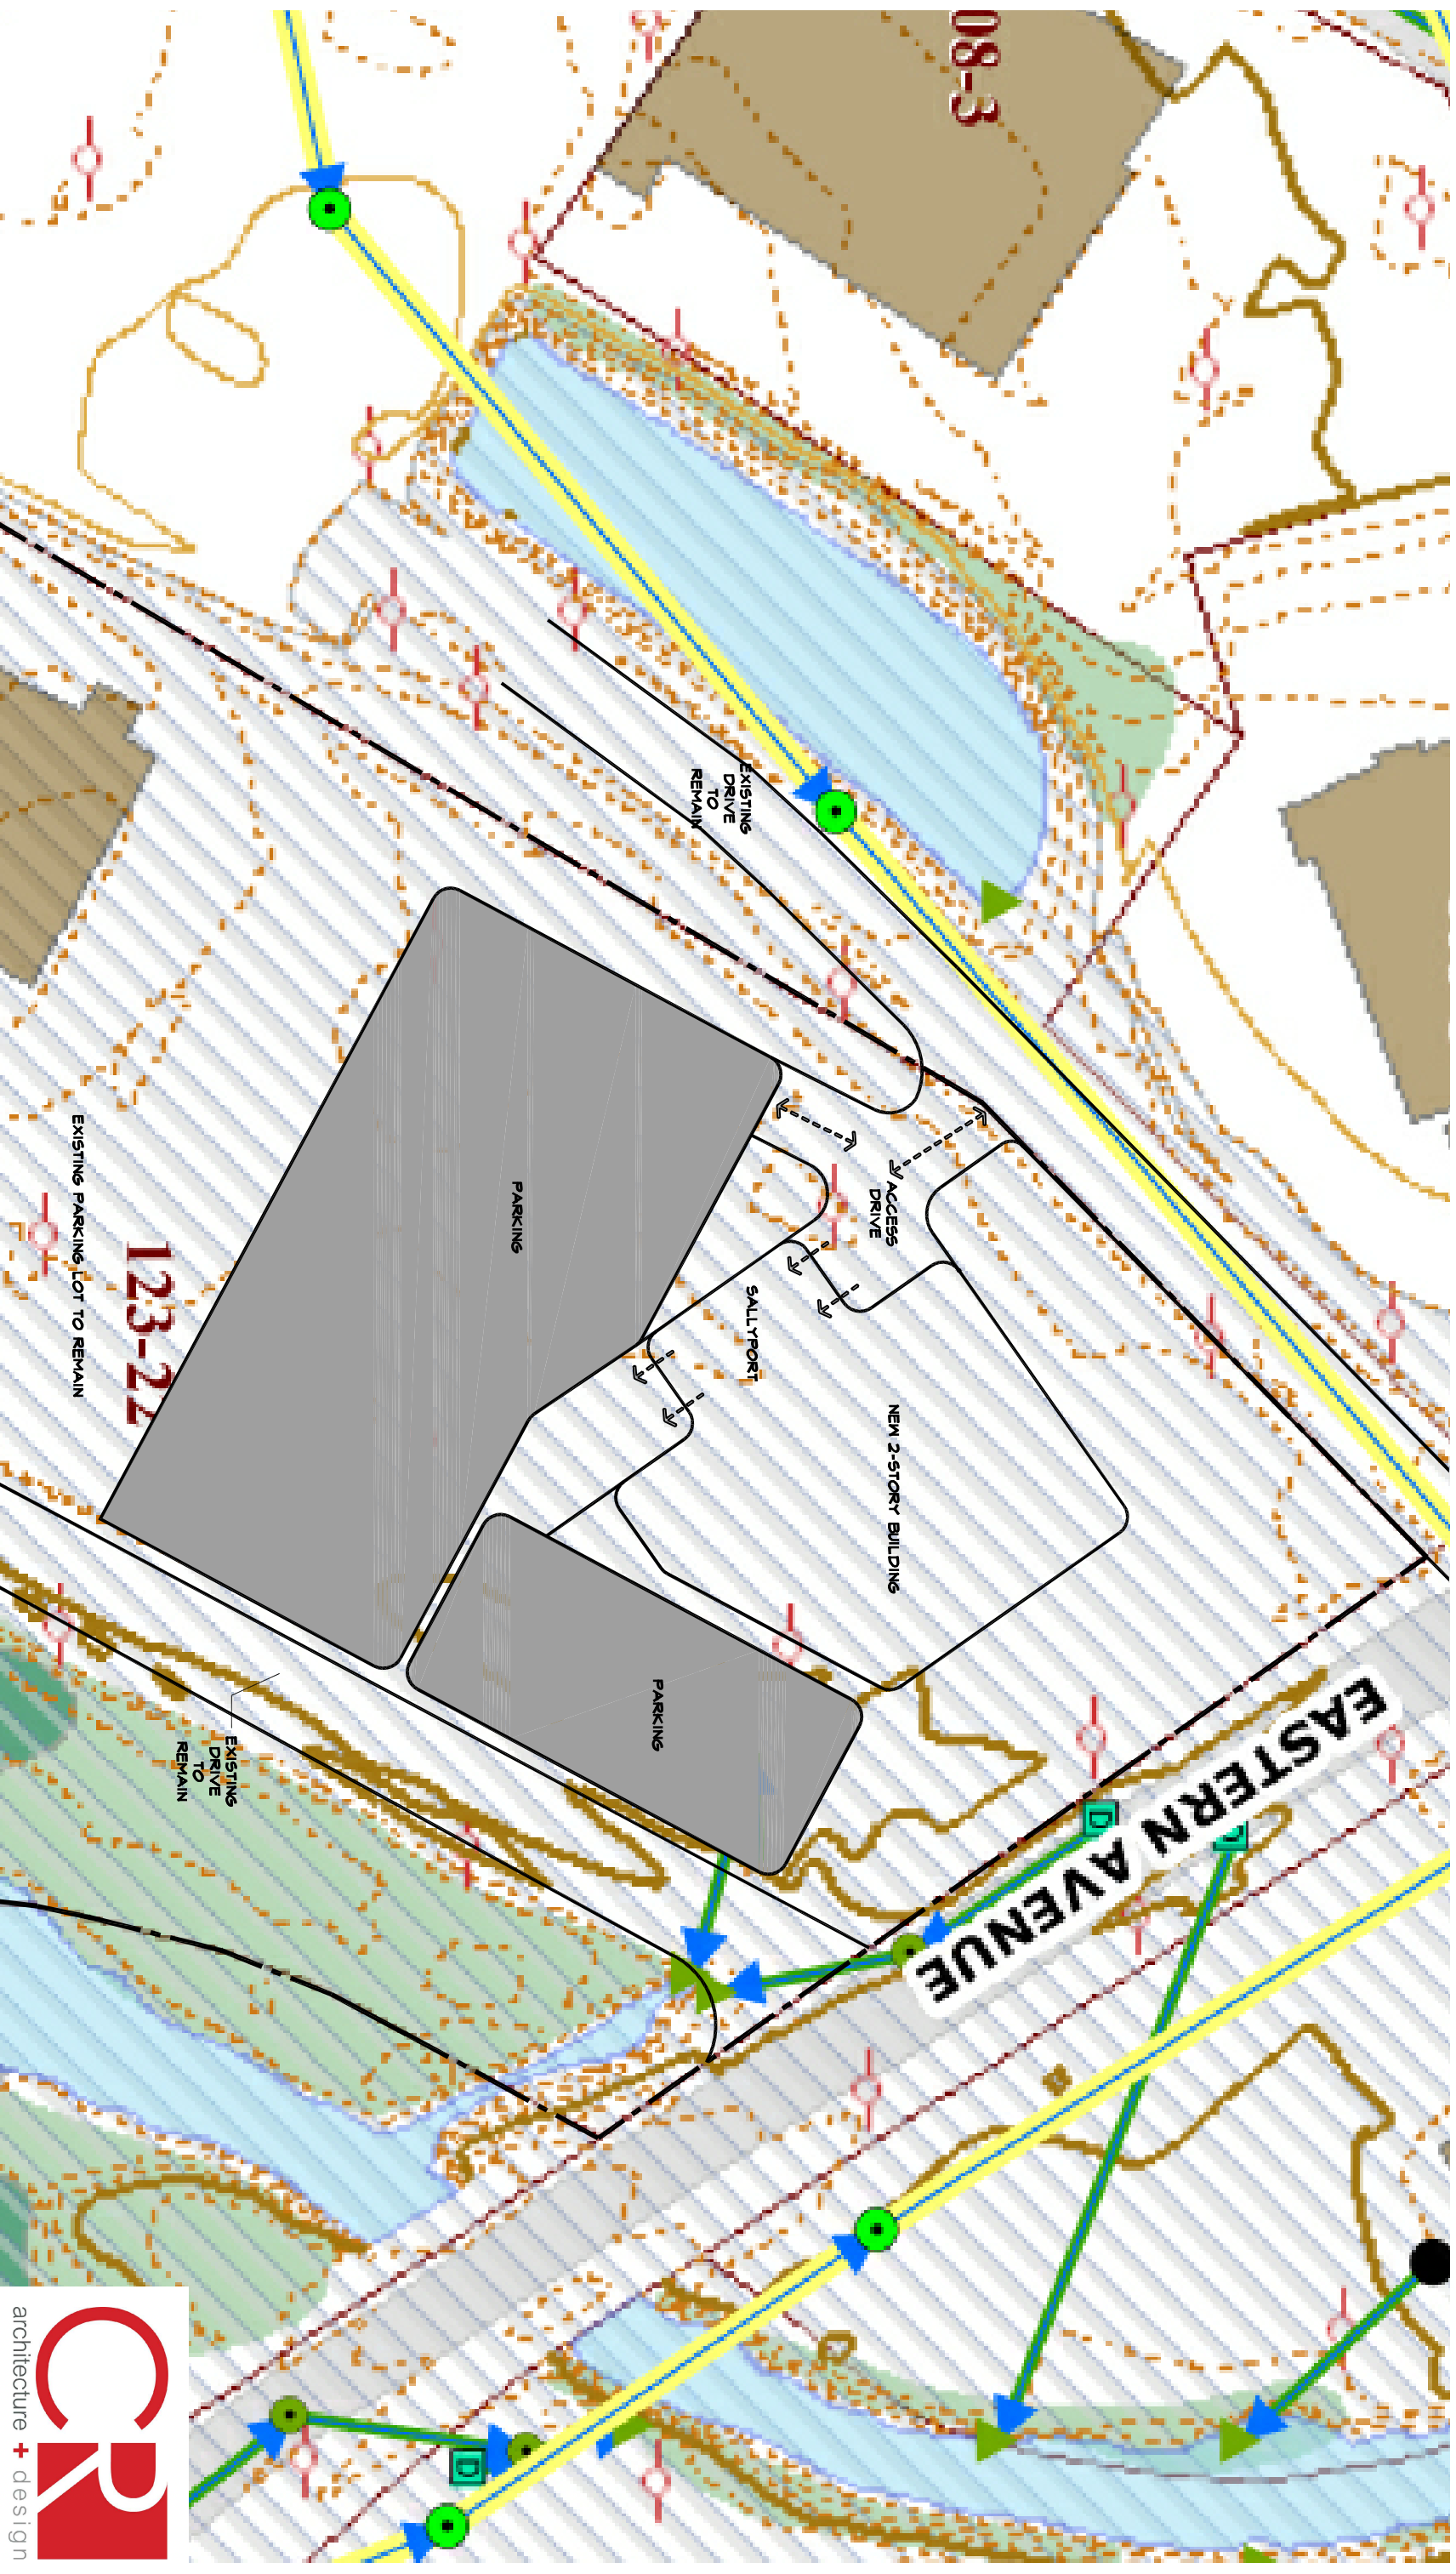 08-3
EXISTING
DRIVE
TO
REMAIN
ACCESS
DRIVE
PARKING
SALLYPORT
NEW 2-STORY BUILDING
EXISTING PARKING LOT TO REMAIN
123-22
PARKING
EASTERN AVENUE
D
D
EXISTING
DRIVE
TO
REMAIN
D
CR
architecture + design